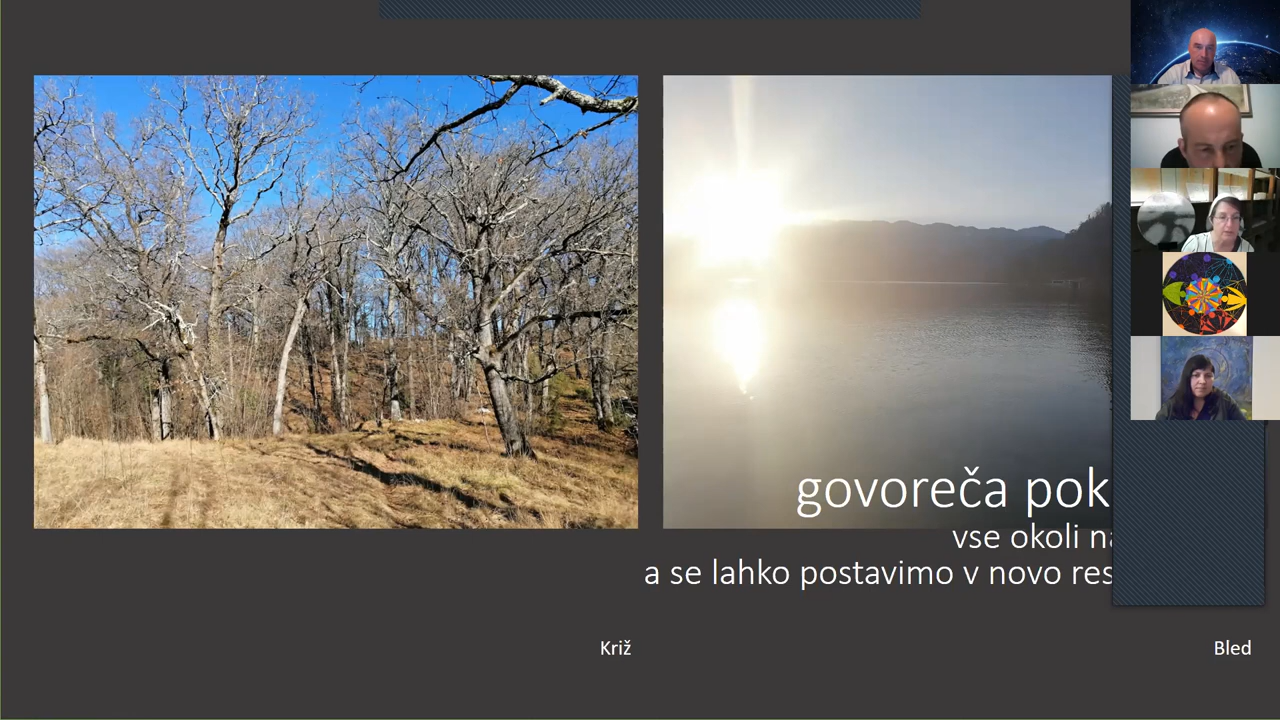 govoreča pok
vse okoli na
a se lahko postavimo v novo res
Križ
Bled